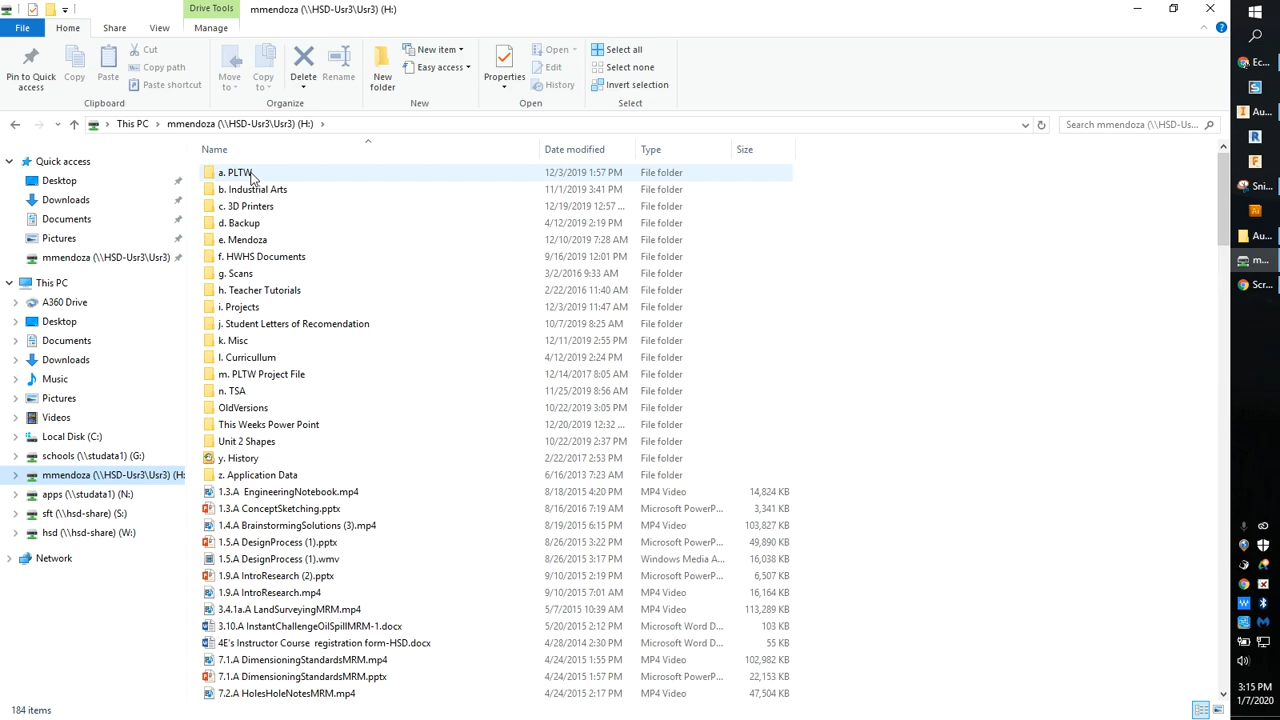 Drive Tools
mmendoza (\\HSD-Usr3\Usr3) (H:)
File
Home
Share
View
Manage
Pin to Quick access
Copy
Paste
Cut
Copy path
Paste shortcut
Clipboard
Move to
Copy to
Delete
Rename
Organize
New folder
New item
Easy access
New
Properties
Open
Edit
History
Open
Select all
Select none
Invert selection
Select
This PC
mmendoza (\\HSD-Usr3\Usr3) (H:)
Search mmendoza (\\HSD-Us...
Quick access
Desktop
Downloads
Documents
Pictures
mmendoza (\\HSD-Usr3\Usr3)
This PC
A360 Drive
Desktop
Documents
Downloads
Music
Pictures
Videos
Local Disk (C:)
schools (\\studata1) (G:)
mmendoza (\\HSD-Usr3\Usr3) (H:
apps (\\studata1) (N:)
sft (\\hsd-share) (S:)
hsd (\\hsd-share) (W:)
Network
Name Date modified Type Size
a. PLTW 12/3/2019 1:57 PM File folder
b. Industrial Arts 11/1/2019 3:41 PM File folder
c. 3D Printers 12/19/2019 12:57 ... File folder
d. Backup 4/12/2019 2:19 PM File folder
e. Mendoza 12/10/2019 7:28 AM File folder
f. HWHS Documents 9/16/2019 12:01 PM File folder
g. Scans 3/2/2016 9:33 AM File folder
h. Teacher Tutorials 2/22/2016 11:40 AM File folder
i. Projects 12/3/2019 11:47 AM File folder
j. Student Letters of Recomendation 10/7/2019 8:25 AM File folder
k. Misc 12/11/2019 2:55 PM File folder
l. Curricullum 4/12/2019 2:24 PM File folder
m. PLTW Project File 12/14/2017 8:05 AM File folder
n. TSA 11/25/2019 8:56 AM File folder
OldVersions 10/22/2019 3:05 PM File folder
This Weeks Power Point 12/20/2019 12:32 ... File folder
Unit 2 Shapes 10/22/2019 2:37 PM File folder
y. History 2/22/2017 2:53 PM File folder
z. Application Data 6/16/2013 7:23 AM File folder
1.3.A EngineeringNotebook.mp4 8/18/2015 4:20 PM MP4 Video 14,824 KB
1.3.A ConceptSketching.pptx 8/16/2016 7:19 AM Microsoft PowerP... 3,341 KB
1.4.A BrainstormingSolutions (3).mp4 8/19/2015 6:15 PM MP4 Video 103,827 KB
1.5.A DesignProcess (1).pptx 8/26/2015 3:22 PM Microsoft PowerP... 49,890 KB
1.5.A DesignProcess (1).wmv 8/26/2015 3:17 PM Windows Media A... 16,038 KB
1.9.A IntroResearch (2).pptx 9/10/2015 2:19 PM Microsoft PowerP... 6,507 KB
1.9.A IntroResearch.mp4 9/10/2015 7:01 AM MP4 Video 16,164 KB
3.4.1a.A LandSurveyingMRM.mp4 5/7/2015 10:39 AM MP4 Video 113,289 KB
3.10.A InstantChallengeOilSpillMRM-1.docx 5/20/2015 2:12 PM Microsoft Word D... 103 KB
4E's Instructor Course registration form-HSD.docx 4/28/2014 2:30 PM Microsoft Word D... 55 KB
7.1.A DimensioningStandardsMRM.mp4 4/24/2015 1:55 PM MP4 Video 102,982 KB
7.1.A DimensioningStandardsMRM.pptx 4/24/2015 1:57 PM Microsoft PowerP... 22,153 KB
7.2.A HolesHoleNotesMRM.mp4 4/24/2015 2:17 PM MP4 Video 47,504 KB
184 items
Ec...
Au...
Sni...
Au...
m...
Scr...
3:15 PM
1/7/2020